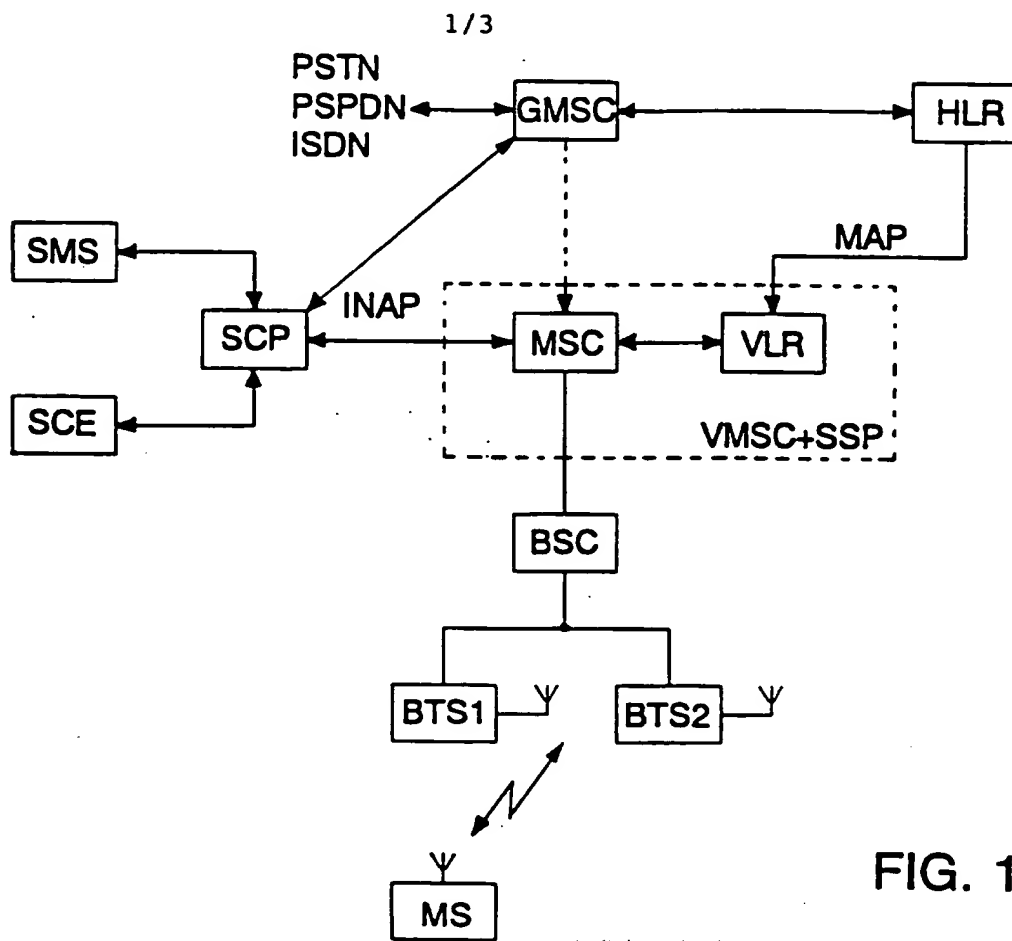 1/3
PSTN
PSPDN
ISDN
GMSC
HLR
SMS
MAP
INAP
SCP
MSC
VLR
SCE
VMSC+SSP
BSC
BTS1
BTS2
MS
FIG. 1